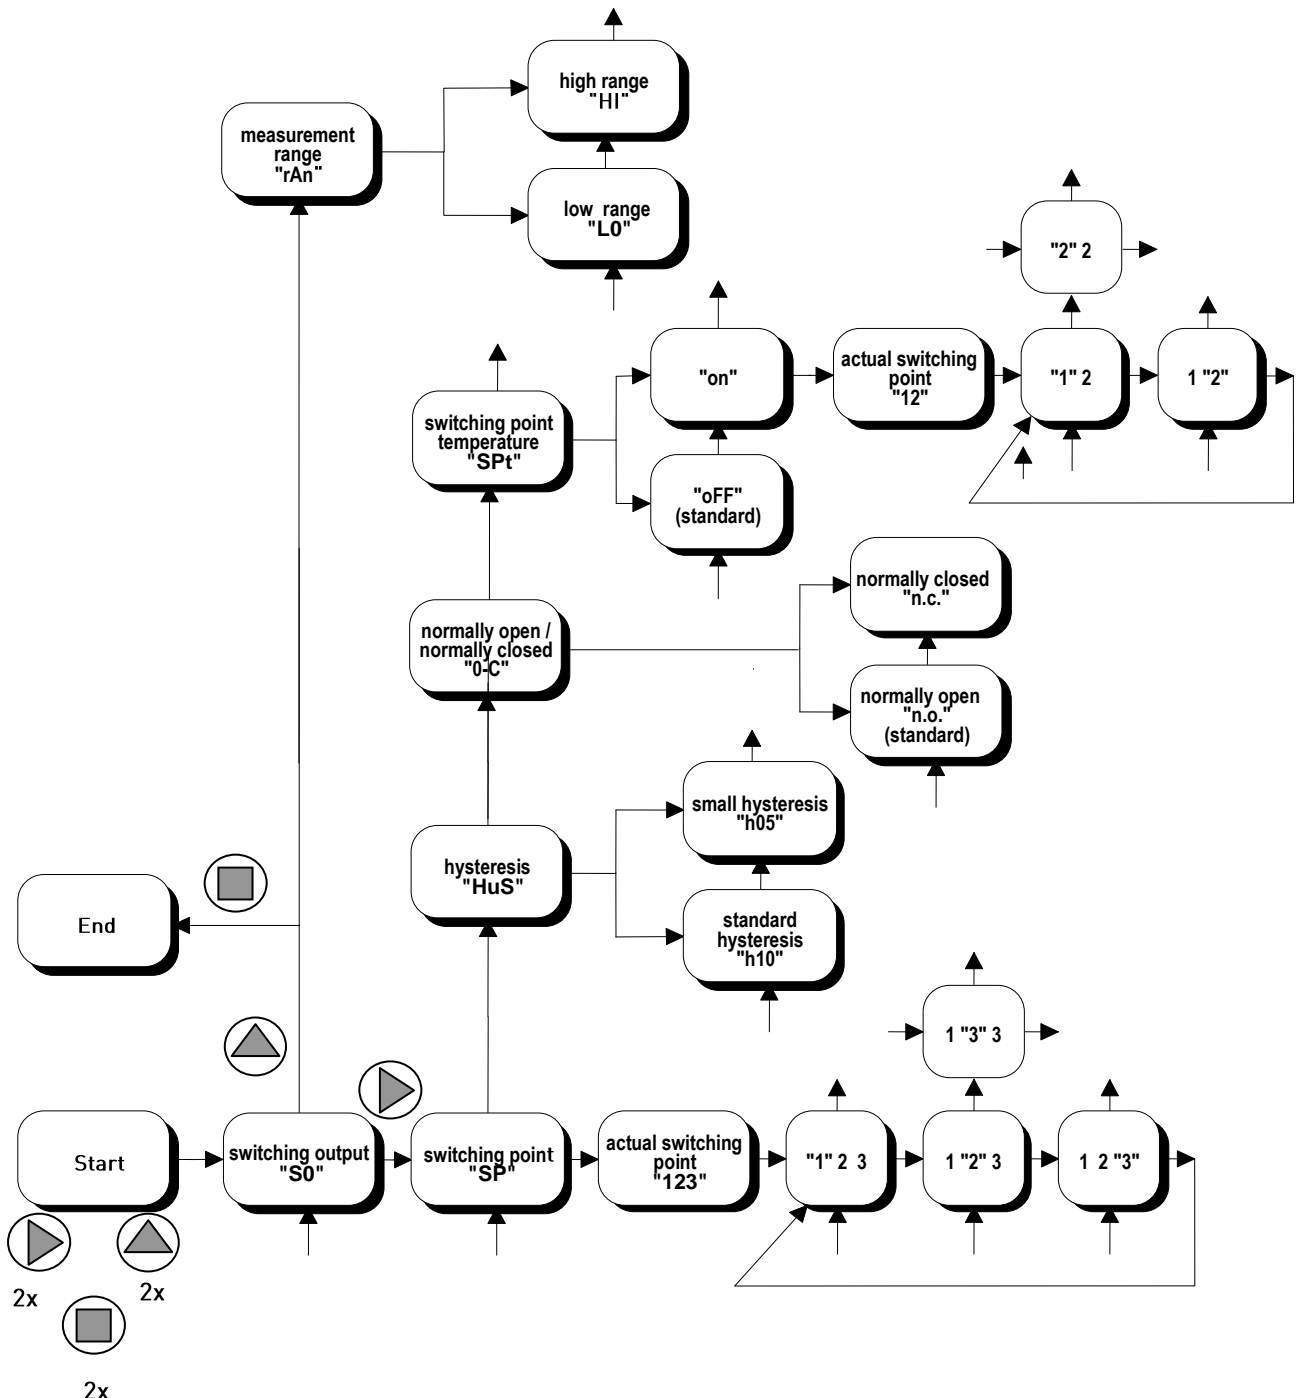 high range
"HI"
measurement
range
"rAn"
low range
"L0"
"2" 2
"on"
actual switching
point
"12"
"1" 2
1 "2"
switching point
temperature
"SPt"
"oFF"
(standard)
normally closed
"n.c."
normally open /
normally closed
"0-C"
normally open
"n.o."
(standard)
small hysteresis
"h05"
hysteresis
"HuS"
standard
hysteresis
"h10"
End
1 "3" 3
Start
switching output
"S0"
switching point
"SP"
actual switching
point
"123"
"1" 2 3
1 "2" 3
1 2 "3"
2x
2x
2x